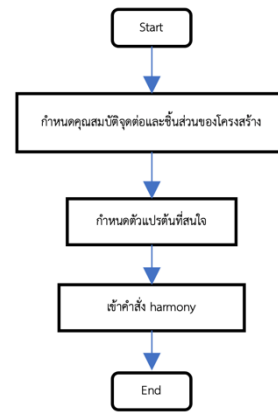 Start
กำหนดคุณสมบัติจุดต่อและชิ้นส่วนของโครงสร้าง
กำหนดตัวแปรต้นที่สนใจ
เข้าคำสั่ง harmony
End